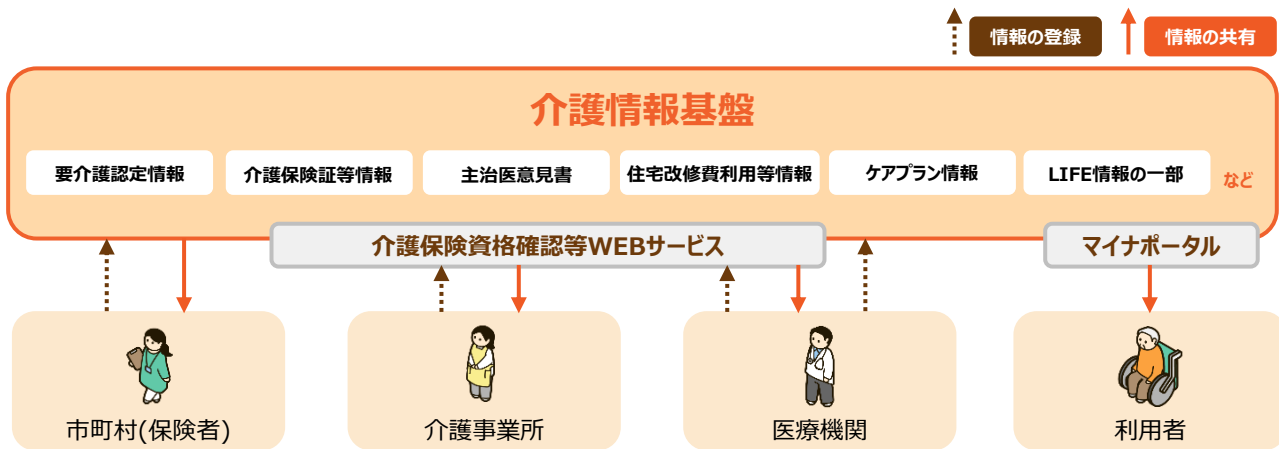 情報の登録
情報の共有
介護情報基盤
要介護認定情報
介護保険証等情報
主治医意見書
住宅改修費利用等情報
ケアプラン情報
LIFE情報の一部
など
介護保険資格確認等WEBサービス
マイナポータル
市町村(保険者)
介護事業所
医療機関
利用者